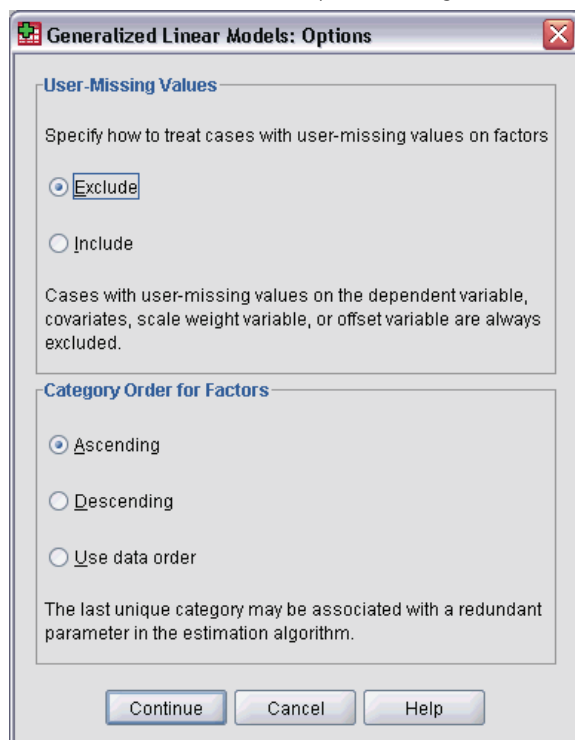 Generalized Linear Models: Options
User-Missing Values
Specify how to treat cases with user-missing values on factors
Exclude
Include
Cases with user-missing values on the dependent variable,
covariates, scale weight variable, or offset variable are always
excluded.
Category Order for Factors
Ascending
Descending
Use data order
The last unique category may be associated with a redundant
parameter in the estimation algorithm.
Continue Cancel Help